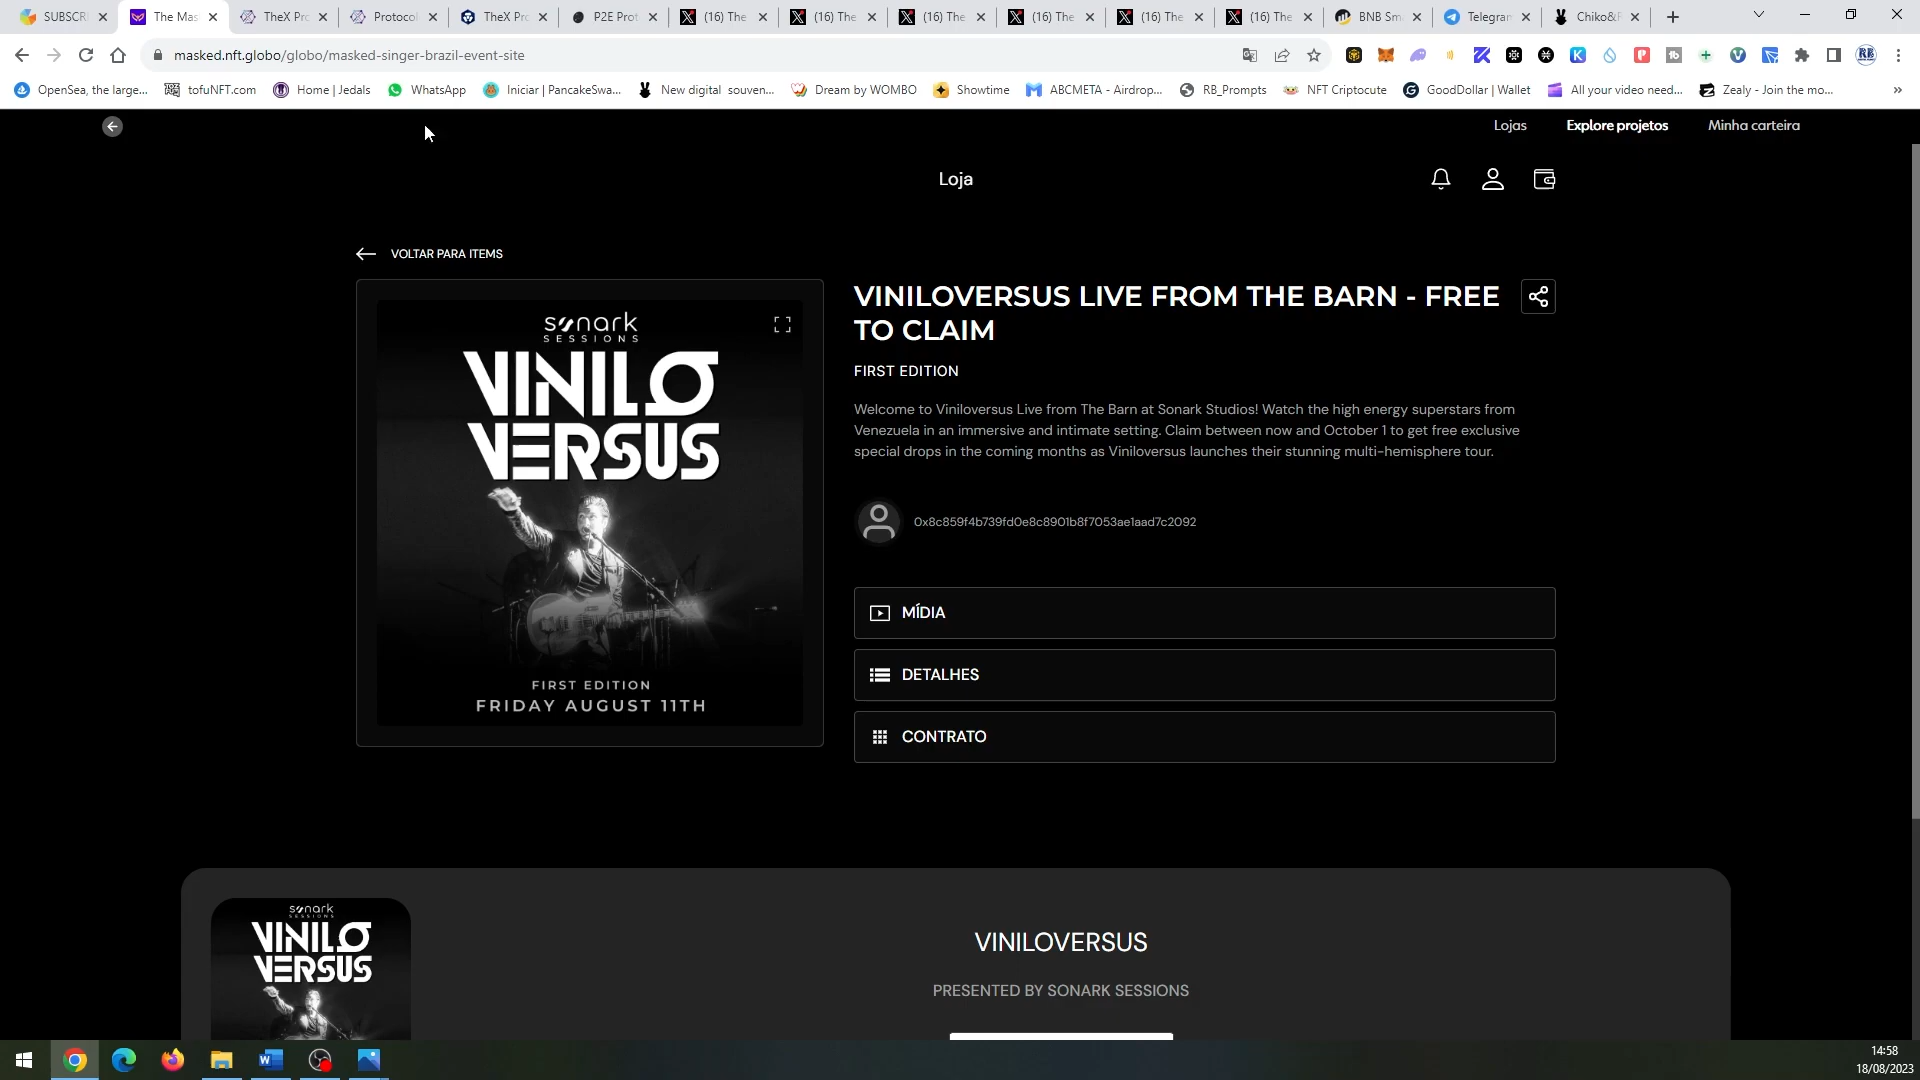 SUBSCRI
The Mas
TheX Pro
Protocol
TheX Pro
P2E Prot
(16) The
(16) The
(16) The
(16) The
(16) The
(16) The
BNB Sm
Telegram
Chiko&R
masked.nft.globo/globo/masked-singer-brazil-event-site
OpenSea, the large...
tofuNFT.com
Home | Jedals
WhatsApp
Iniciar | PancakeSwa...
New digital souven...
Dream by WOMBO
Showtime
ABCMETA - Airdrop...
RB_Prompts
NFT Criptocute
GoodDollar | Wallet
All your video need...
Zealy - Join the mo...
»
Lojas
Explore projetos
Minha carteira
Loja
VOLTAR PARA ITEMS
sonark
SESSIONS
VINILO
VERSUS
FIRST EDITION
FRIDAY AUGUST 11TH
VINILOVERSUS LIVE FROM THE BARN - FREE
TO CLAIM
FIRST EDITION
Welcome to Viniloversus Live from The Barn at Sonark Studios! Watch the high energy superstars from
Venezuela in an immersive and intimate setting. Claim between now and October 1 to get free exclusive
special drops in the coming months as Viniloversus launches their stunning multi-hemisphere tour.
0x8c859f4b739fd0e8c8901b8f7053ae1aad7c2092
MÍDIA
DETALHES
CONTRATO
sonark
SESSIONS
VINILO
VERSUS
VINILOVERSUS
PRESENTED BY SONARK SESSIONS
14:58
18/08/2023